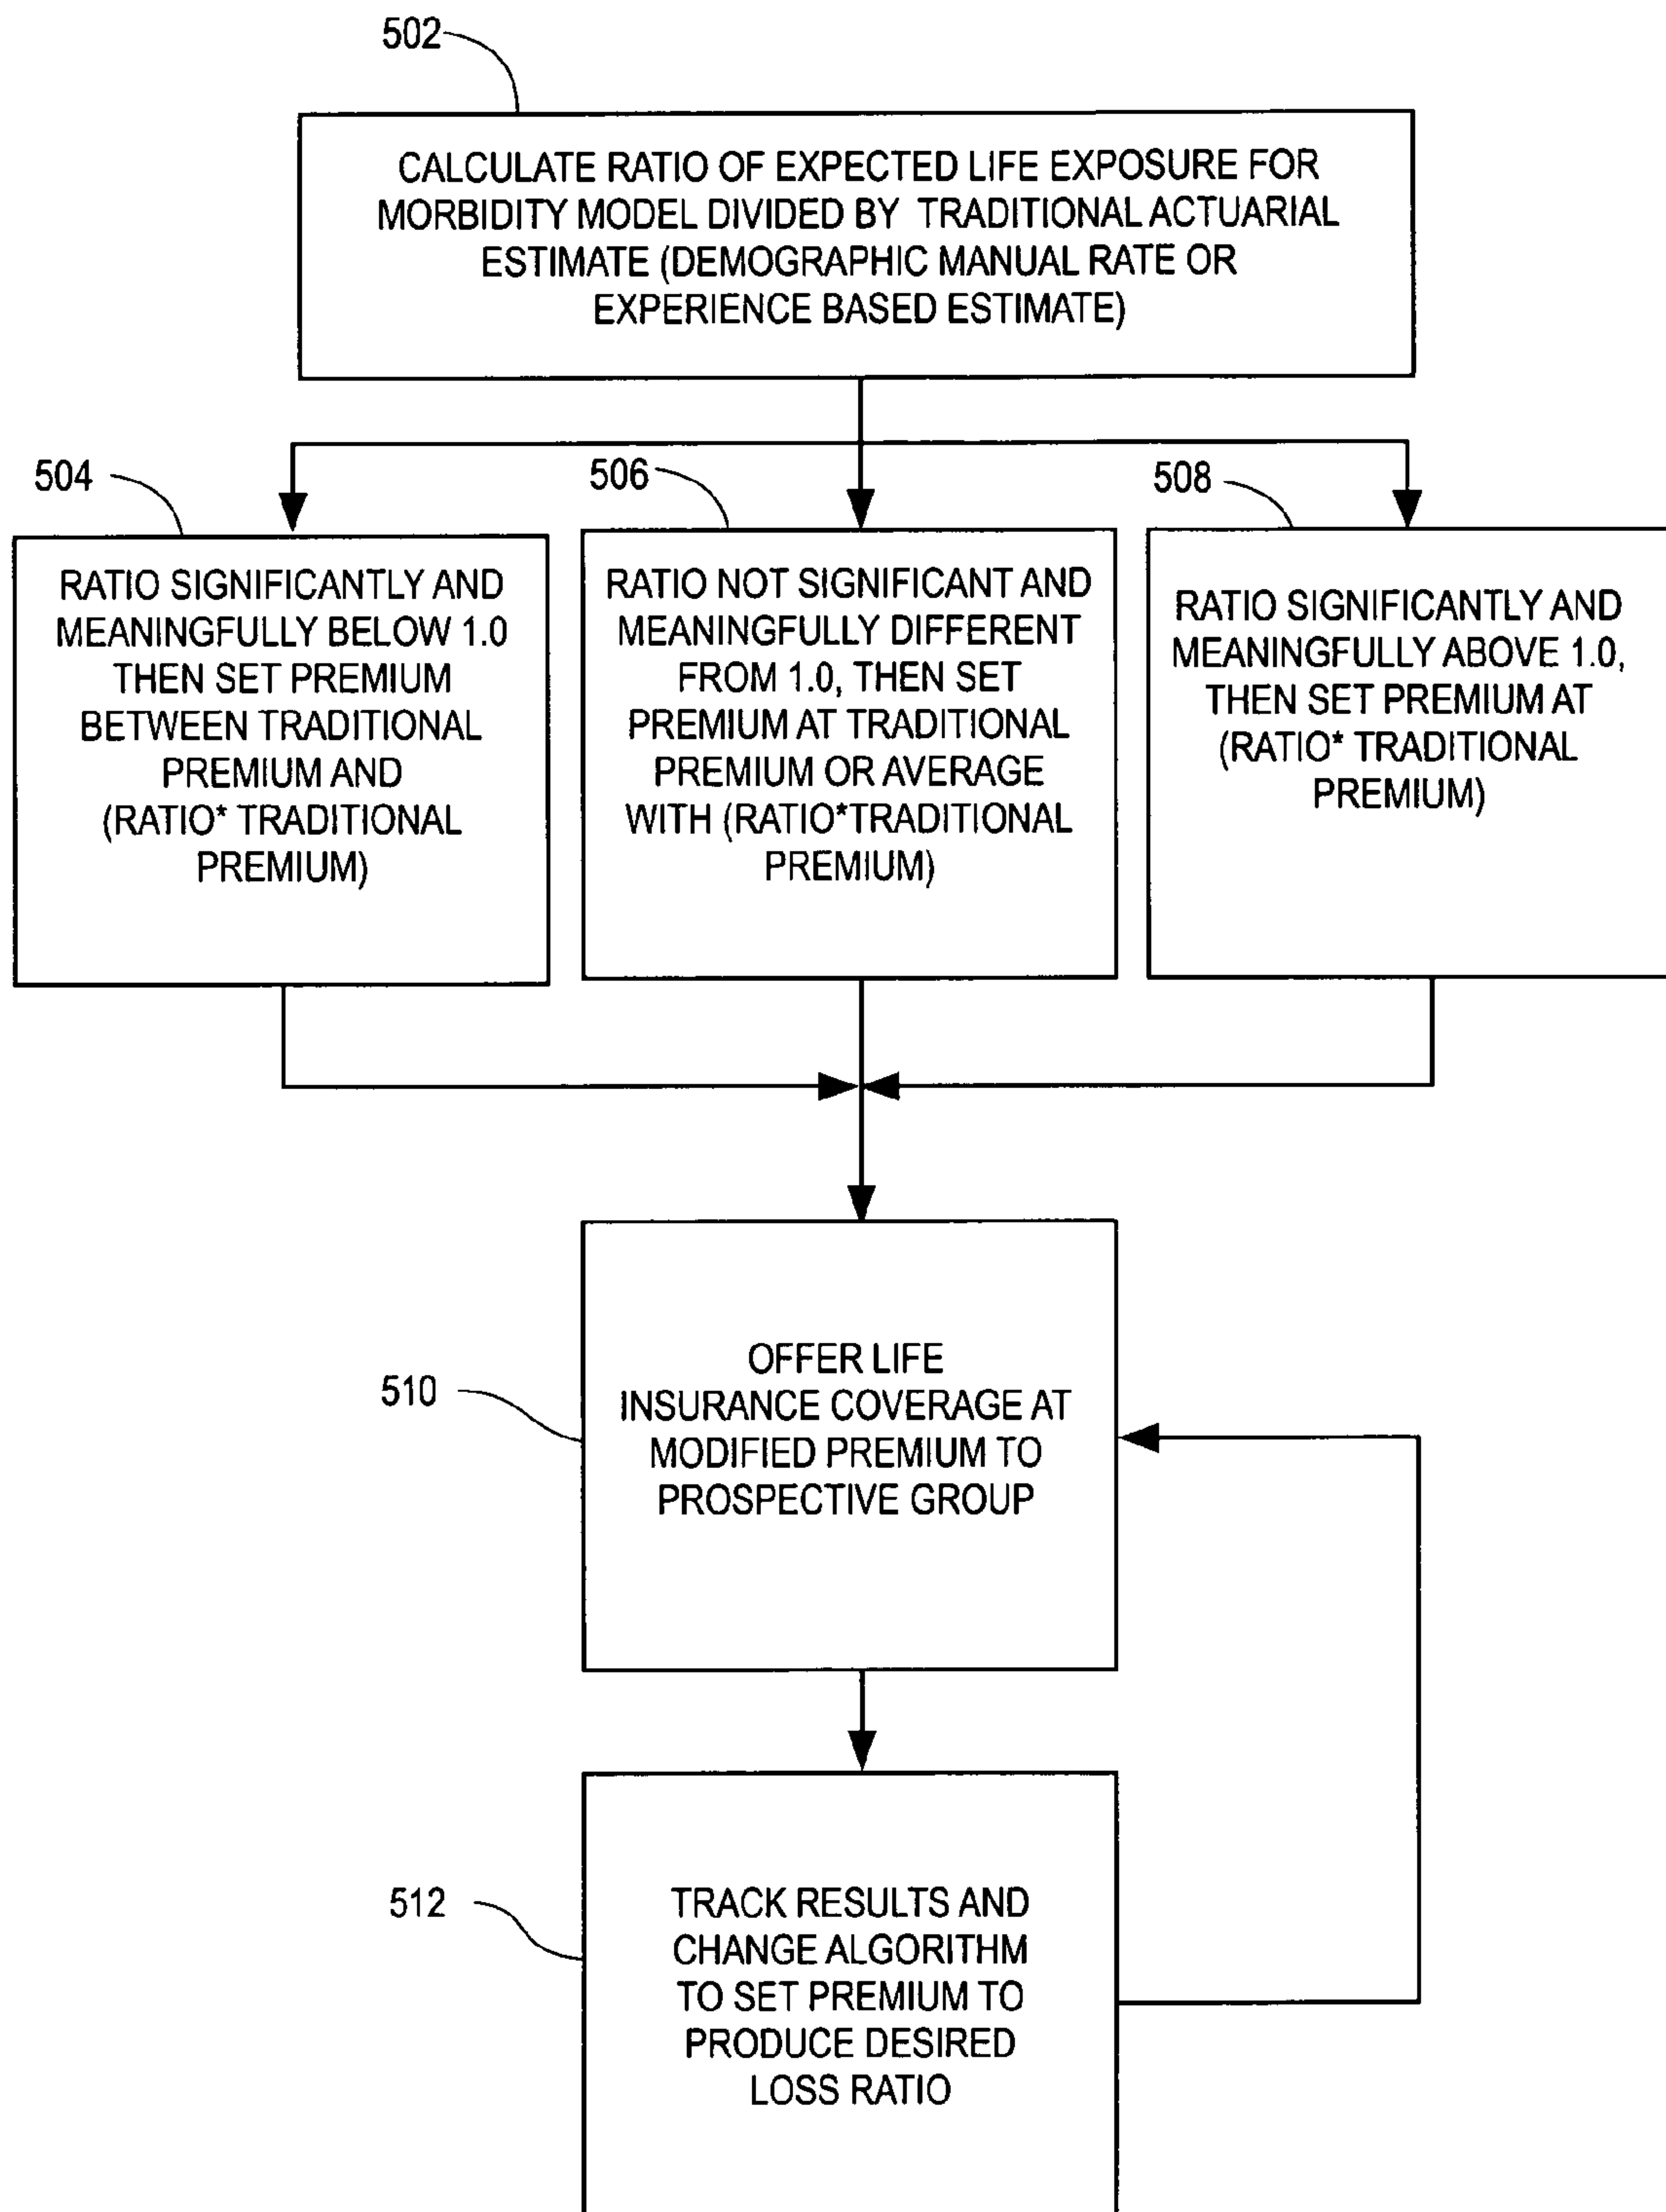 502
CALCULATE RATIO OF EXPECTED LIFE EXPOSURE FOR
MORBIDITY MODEL DIVIDED BY TRADITIONAL ACTUARIAL
ESTIMATE (DEMOGRAPHIC MANUAL RATE OR
EXPERIENCE BASED ESTIMATE)
504
RATIO SIGNIFICANTLY AND
MEANINGFULLY BELOW 1.0
THEN SET PREMIUM
BETWEEN TRADITIONAL
PREMIUM AND
(RATIO* TRADITIONAL
PREMIUM)
506
RATIO NOT SIGNIFICANT AND
MEANINGFULLY DIFFERENT
FROM 1.0, THEN SET
PREMIUM AT TRADITIONAL
PREMIUM OR AVERAGE
WITH (RATIO*TRADITIONAL
PREMIUM)
508
RATIO SIGNIFICANTLY AND
MEANINGFULLY ABOVE 1.0,
THEN SET PREMIUM AT
(RATIO* TRADITIONAL
PREMIUM)
510
OFFER LIFE
INSURANCE COVERAGE AT
MODIFIED PREMIUM TO
PROSPECTIVE GROUP
512
TRACK RESULTS AND
CHANGE ALGORITHM
TO SET PREMIUM TO
PRODUCE DESIRED
LOSS RATIO